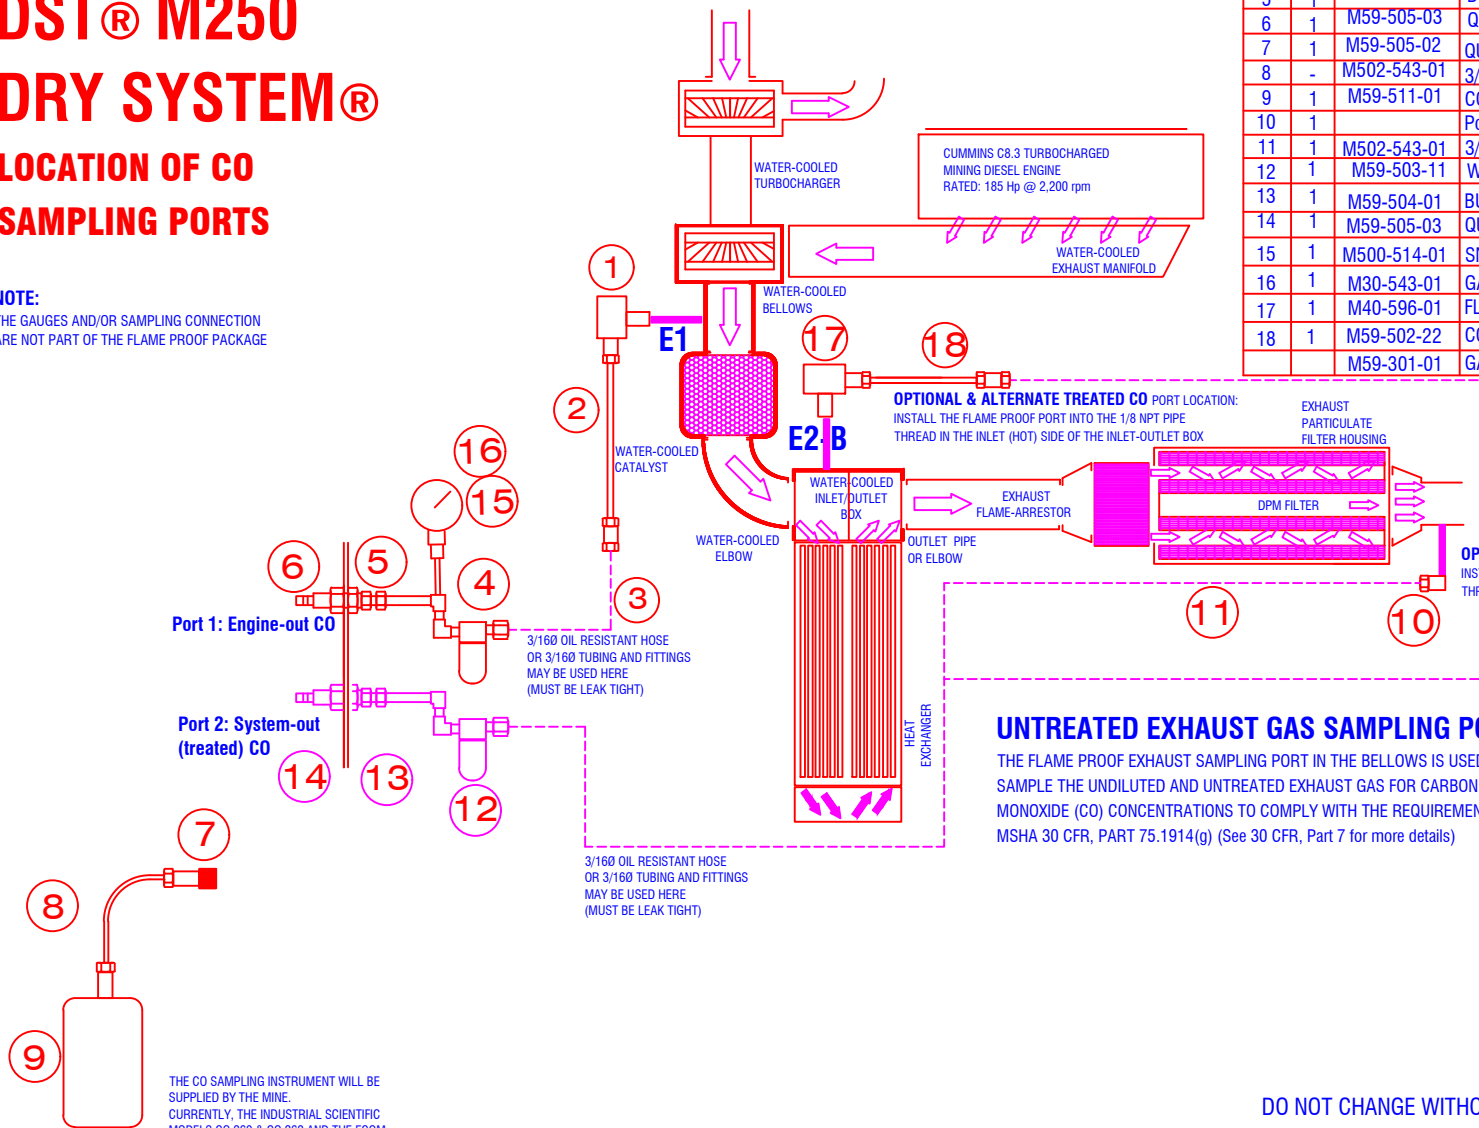 DST® M250
DRY SYSTEM®
LOCATION OF CO
SAMPLING PORTS
NOTE:
THE GAUGES AND/OR SAMPLING CONNECTION
ARE NOT PART OF THE FLAME PROOF PACKAGE
6 1 M59-505-03
7 1 M59-505-02
8 - M502-543-01
9 1 M59-511-01
10 1
11 1 M502-543-01
12 1 M59-503-11
13 1 M59-504-01
14 1 M59-505-03
15 1 M500-514-01
16 1 M30-543-01
17 1 M40-596-01
18 1 M59-502-22
M59-301-01
WATER-COOLED
TURBOCHARGER
CUMMINS C8.3 TURBOCHARGED
MINING DIESEL ENGINE
RATED: 185 Hp @ 2,200 rpm
WATER-COOLED
EXHAUST MANIFOLD
WATER-COOLED
BELLOWS
1
E1
2
17
18
OPTIONAL & ALTERNATE TREATED CO PORT LOCATION:
INSTALL THE FLAME PROOF PORT INTO THE 1/8 NPT PIPE
THREAD IN THE INLET (HOT) SIDE OF THE INLET-OUTLET BOX
E2-B
EXHAUST
PARTICULATE
FILTER HOUSING
WATER-COOLED
CATALYST
16
15
WATER-COOLED
INLET/OUTLET
BOX
EXHAUST
FLAME-ARRESTOR
DPM FILTER
WATER-COOLED
ELBOW
OUTLET PIPE
OR ELBOW
6
5
4
3
11
10
Port 1: Engine-out CO
3/16Ø OIL RESISTANT HOSE
OR 3/16Ø TUBING AND FITTINGS
MAY BE USED HERE
(MUST BE LEAK TIGHT)
Port 2: System-out
(treated) CO
14
13
12
HEAT
EXCHANGER
UNTREATED EXHAUST GAS SAMPLING
THE FLAME PROOF EXHAUST SAMPLING PORT IN THE BELLOWS IS USED
SAMPLE THE UNDILUTED AND UNTREATED EXHAUST GAS FOR CARBON
MONOXIDE (CO) CONCENTRATIONS TO COMPLY WITH THE
MSHA 30 CFR, PART 75.1914(g) (See 30 CFR, Part 7 for more details)
7
8
3/16Ø OIL RESISTANT HOSE
OR 3/16Ø TUBING AND FITTINGS
MAY BE USED HERE
(MUST BE LEAK TIGHT)
9
THE CO SAMPLING INSTRUMENT WILL BE
SUPPLIED BY THE MINE.
CURRENTLY, THE INDUSTRIAL SCIENTIFIC
DO NOT CHANGE